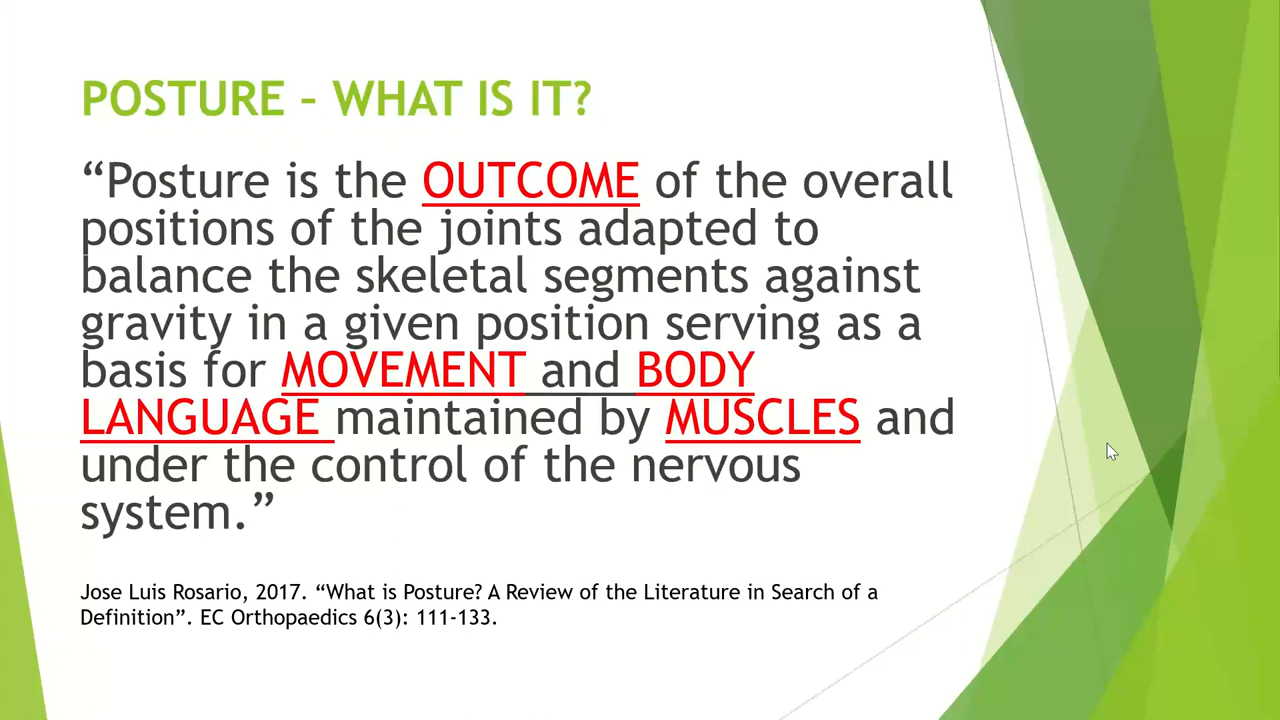 POSTURE – WHAT IS IT?
“Posture is the OUTCOME of the overall
positions of the joints adapted to
balance the skeletal segments against
gravity in a given position serving as a
basis for MOVEMENT and BODY
LANGUAGE maintained by MUSCLES and
under the control of the nervous
system.”
Jose Luis Rosario, 2017. “What is Posture? A Review of the Literature in Search of a
Definition”. EC Orthopaedics 6(3): 111-133.